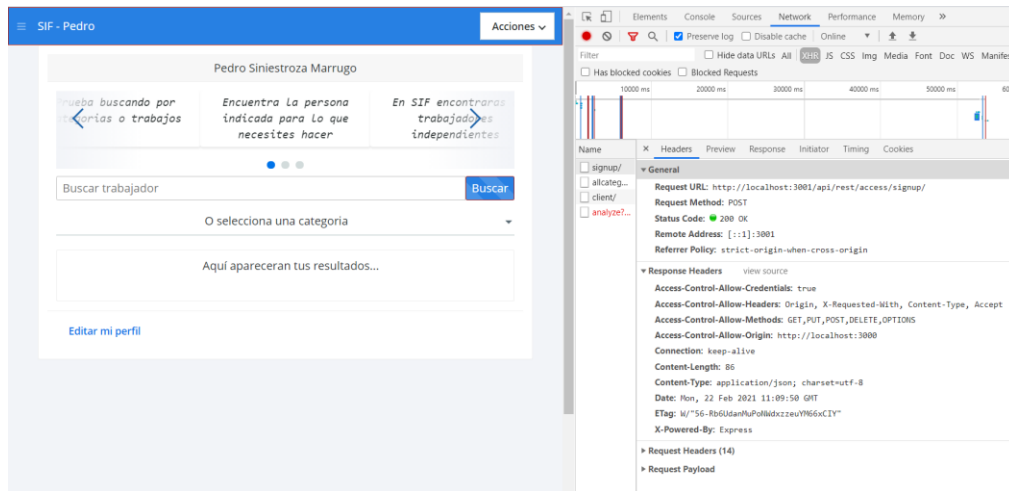 SIF - Pedro
Acciones
Pedro Siniestroza Marrugo
rueba buscando por
tegorías o trabajos
Encuentra la persona
indicada para lo que
necesites hacer
En SIF encontraras
trabajadores
independientes
Buscar trabajador
Buscar
O selecciona una categoria
Aquí apareceran tus resultados...
Editar mi perfil
Elements Console Sources Network Performance Memory »
Preserve log Disable cache Online
Filter Hide data URLs All XHR JS CSS Img Media Font Doc WS Manifes
Has blocked cookies Blocked Requests
10000 ms 20000 ms 30000 ms 40000 ms 50000 ms 60
Name
signup/
allcateg...
client/
analyze?...
× Headers Preview Response Initiator Timing Cookies
General
Request URL: http://localhost:3001/api/rest/access/signup/
Request Method: POST
Status Code: 200 OK
Remote Address: [::1]:3001
Referrer Policy: strict-origin-when-cross-origin
Response Headers view source
Access-Control-Allow-Credentials: true
Access-Control-Allow-Headers: Origin, X-Requested-With, Content-Type, Accept
Access-Control-Allow-Methods: GET,PUT,POST,DELETE,OPTIONS
Access-Control-Allow-Origin: http://localhost:3000
Connection: keep-alive
Content-Length: 86
Content-Type: application/json; charset=utf-8
Date: Mon, 22 Feb 2021 11:09:50 GMT
ETag: W/"56-Rb6UdanMuPoNWdxzzeuYM66xCIY"
X-Powered-By: Express
Request Headers (14)
Request Payload